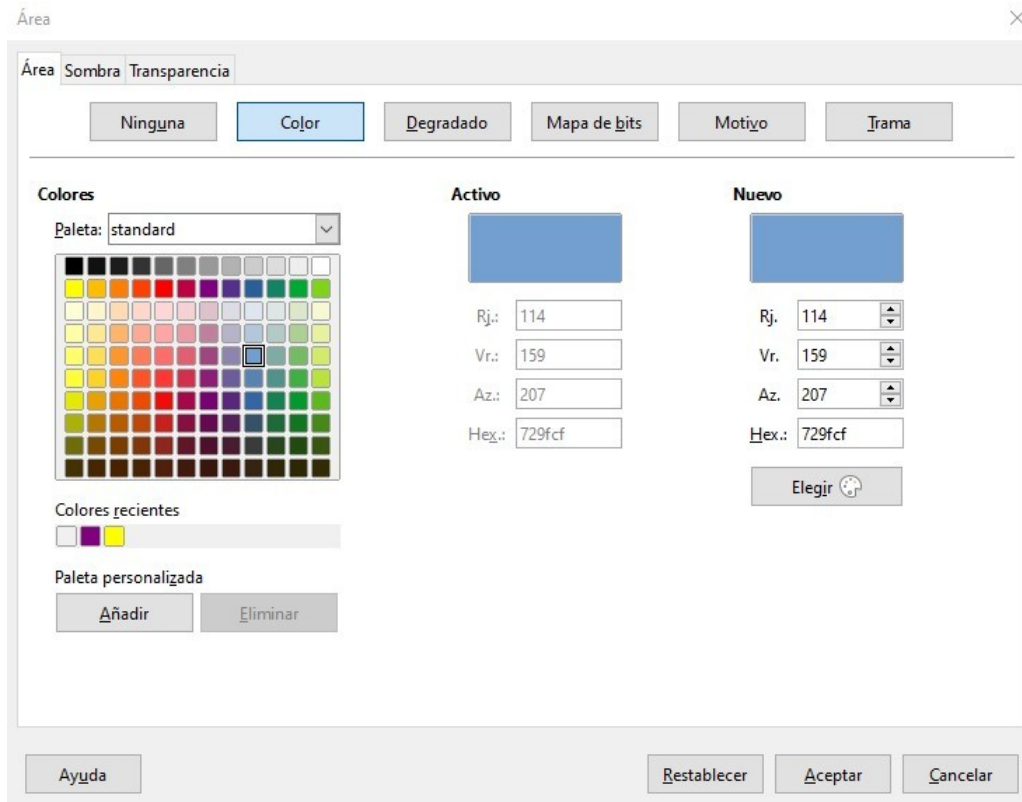 Área
Área Sombra Transparencia
Ninguna Color Degradado Mapa de bits Motivo Trama
Colores Activo Nuevo
Paleta: standard
Rj.: 114 Rj. 114
Vr.: 159 Vr. 159
Az.: 207 Az. 207
Hex.: 729fcf Hex.: 729fcf
Elegir
Colores recientes
Paleta personalizada
Añadir Eliminar
Ayuda Restablecer Aceptar Cancelar